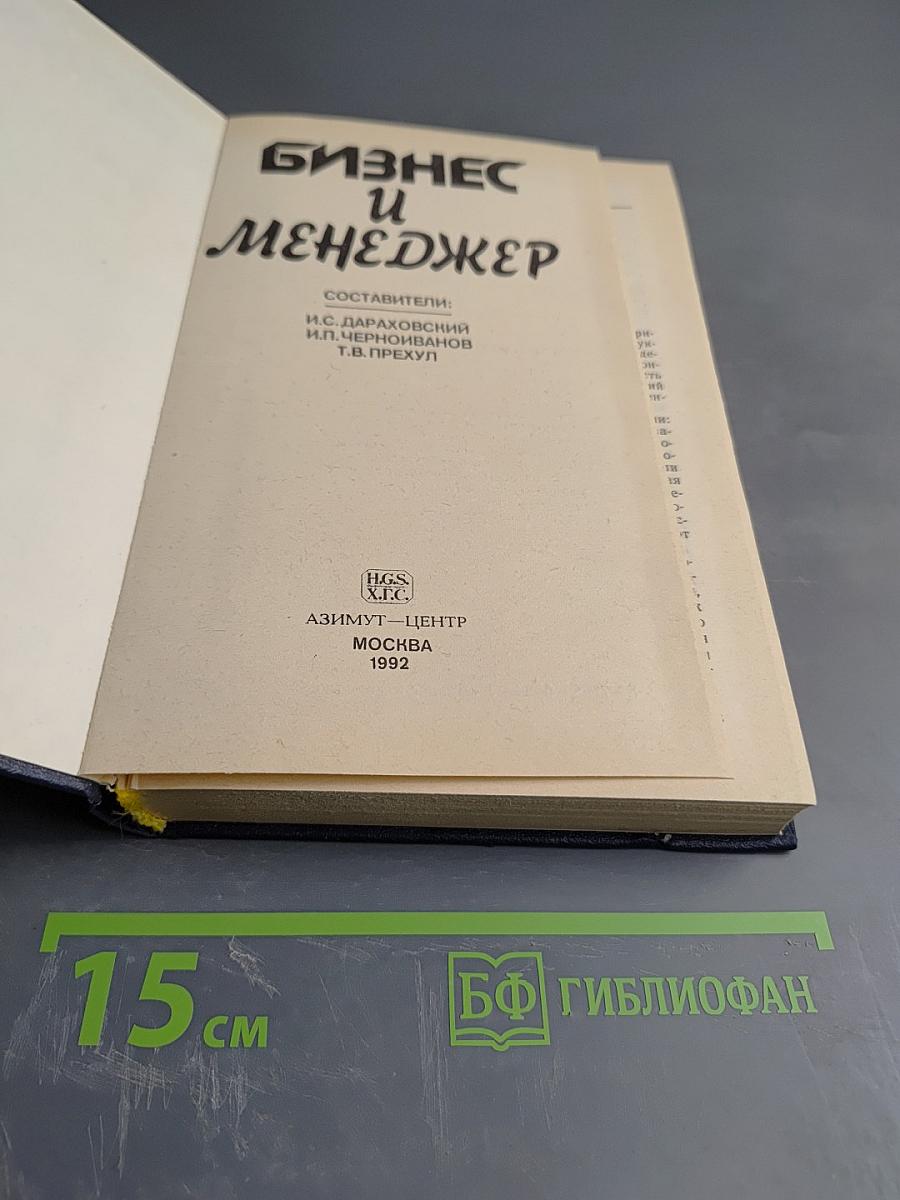 БИЗНЕС
И
МЕНЕДЖЕР
СОСТАВИТЕЛИ:
И.С. ДАРАХОВСКИЙ
И.П. ЧЕРНОИВАНОВ
Т.В. ПРЕХУЛ
H.G.S.
Х.Г.С.
АЗИМУТ—ЦЕНТР
МОСКВА
1992
15 см
БФ ГИБЛИОФАН